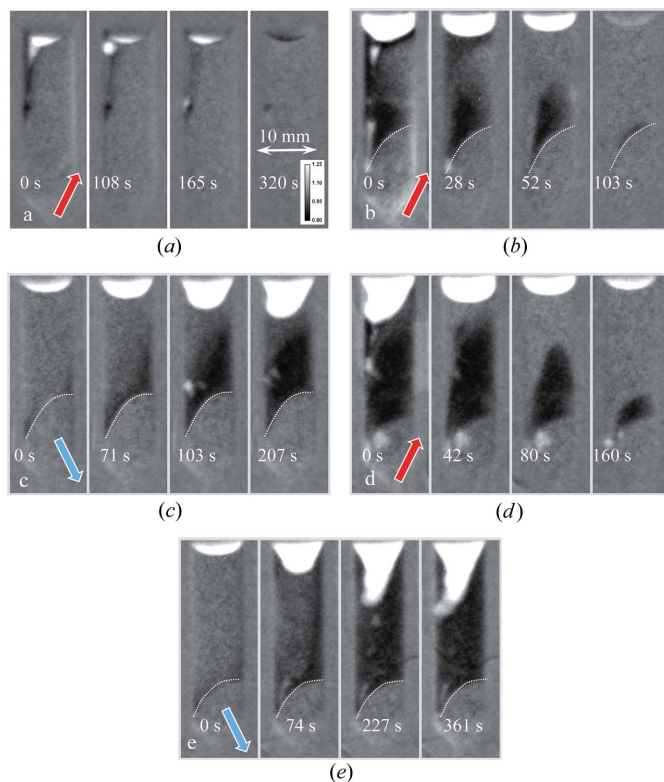 10 mm
1.25
1.10
0.95
0.80
0 s
108 s
165 s
320 s
a
(a)
0 s
28 s
52 s
103 s
b
(b)
0 s
71 s
103 s
207 s
c
(c)
0 s
42 s
80 s
160 s
d
(d)
0 s
74 s
227 s
361 s
e
(e)